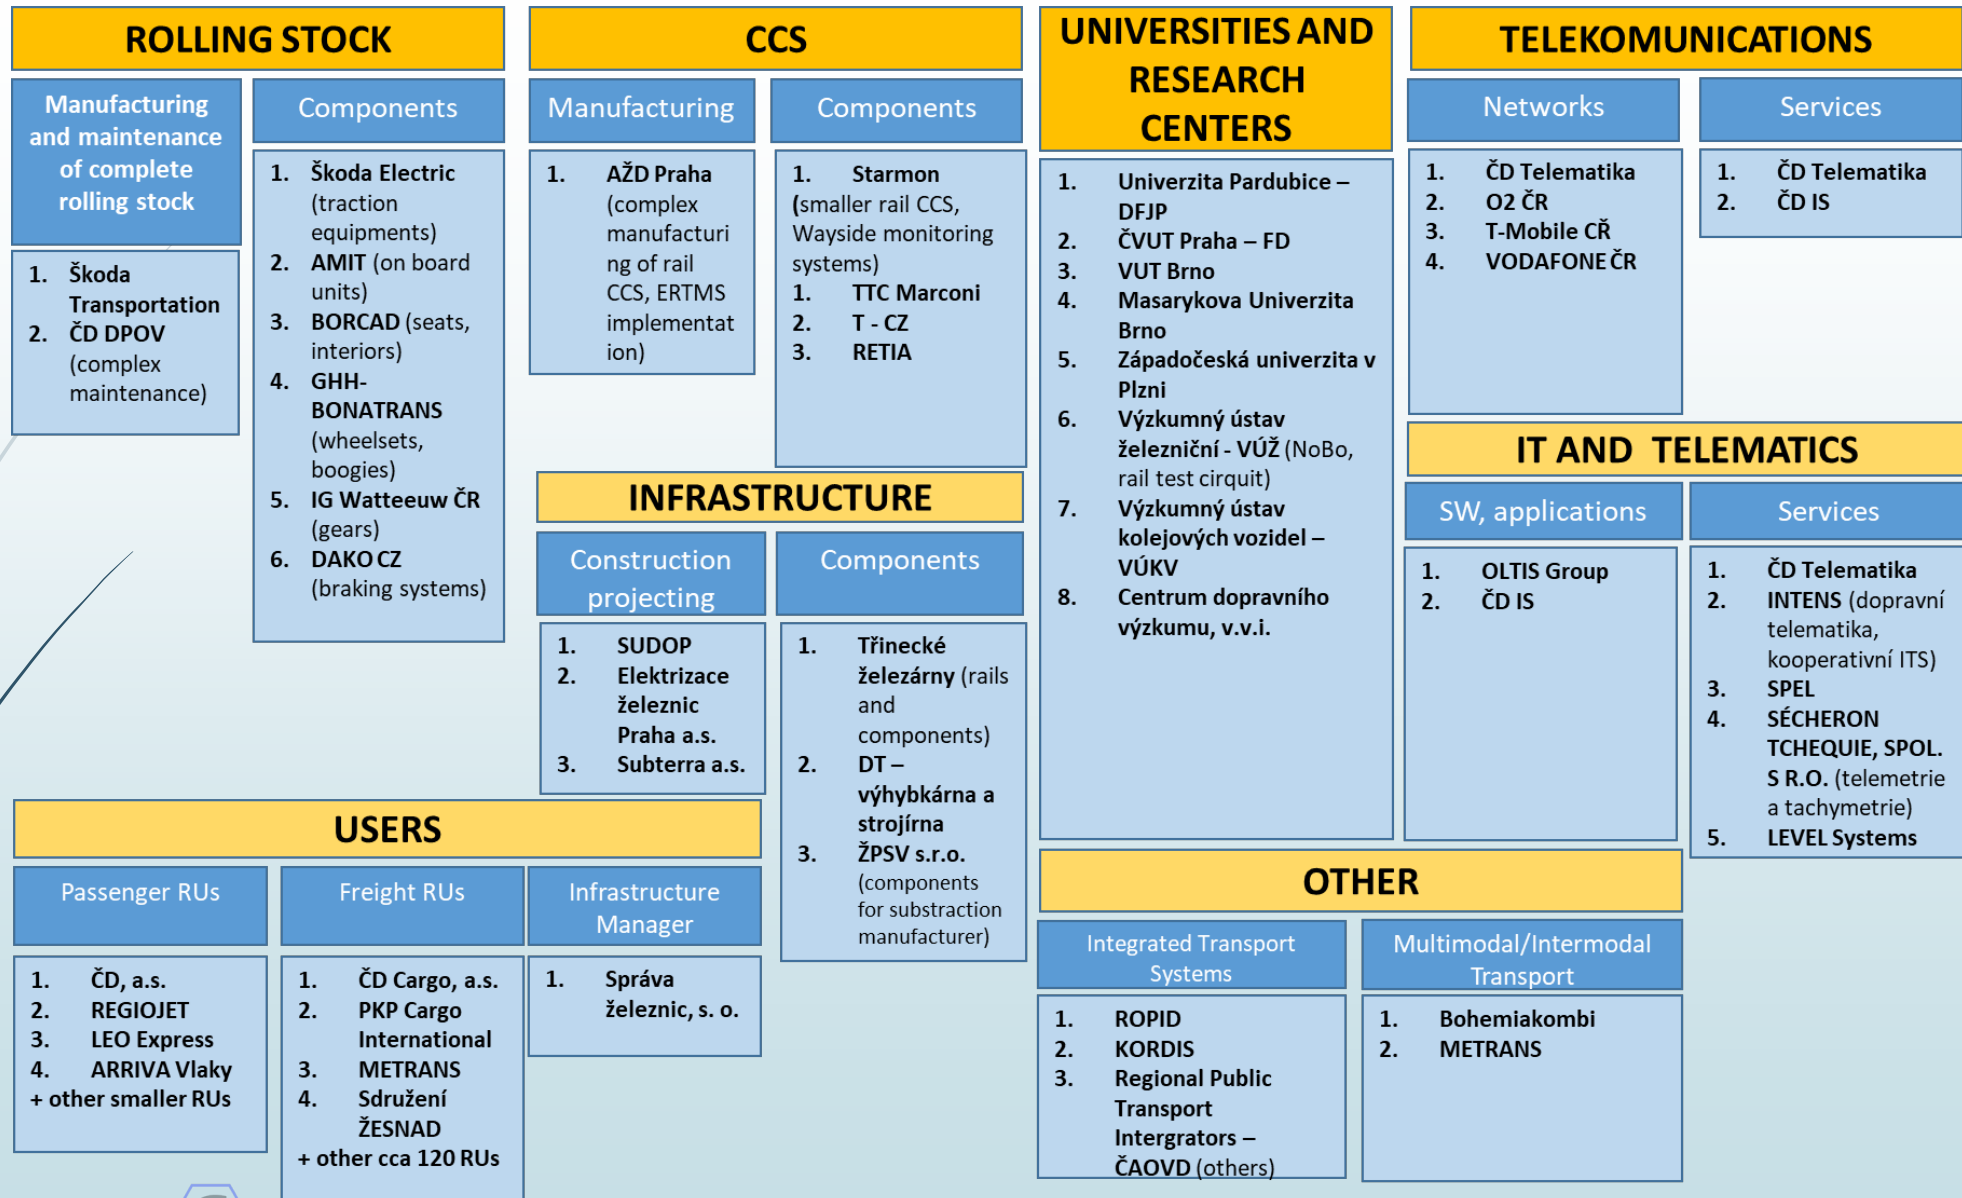 ROLLING STOCK
Manufacturing
and maintenance
of complete
rolling stock
1. Škoda
Transportation
2. ČD DPOV
(complex
maintenance)
Components
1. Škoda Electric
(traction
equipments)
2. AMIT (on board
units)
3. BORCAD (seats,
interiors)
4. GHH-
BONATRANS
(wheelsets,
boogies)
5. IG Watteeuw ČR
(gears)
6. DAKO CZ
(braking systems)
CCS
Manufacturing
1. AŽD Praha
(complex
manufacturi
ng of rail
CCS, ERTMS
implementat
ion)
Components
1. Starmon
(smaller rail CCS,
Wayside monitoring
systems)
1. TTC Marconi
2. T - CZ
3. RETIA
INFRASTRUCTURE
Construction
projecting
1. SUDOP
2. Elektrizace
železnic
Praha a.s.
3. Subterra a.s.
Components
1. Třinecké
železárny (rails
and
components)
2. DT –
výhybkárna a
strojírna
3. ŽPSV s.r.o.
(components
for substraction
manufacturer)
UNIVERSITIES AND
RESEARCH
CENTERS
1. Univerzita Pardubice –
DFJP
2. ČVUT Praha – FD
3. VUT Brno
4. Masarykova Univerzita
Brno
5. Západočeská univerzita v
Plzni
6. Výzkumný ústav
železniční - VÚŽ (NoBo,
rail test cirquit)
7. Výzkumný ústav
kolejových vozidel –
VÚKV
8. Centrum dopravního
výzkumu, v.v.i.
TELEKOMUNICATIONS
Networks
1. ČD Telematika
2. O2 ČR
3. T-Mobile CŘ
4. VODAFONE ČR
Services
1. ČD Telematika
2. ČD IS
IT AND TELEMATICS
SW, applications
1. OLTIS Group
2. ČD IS
Services
1. ČD Telematika
2. INTENS (dopravní
telematika,
kooperativní ITS)
3. SPEL
4. SÉCHERON
TCHEQUIE, SPOL.
S R.O. (telemetrie
a tachymetrie)
5. LEVEL Systems
USERS
Passenger RUs
1. ČD, a.s.
2. REGIOJET
3. LEO Express
4. ARRIVA Vlaky
+ other smaller RUs
Freight RUs
1. ČD Cargo, a.s.
2. PKP Cargo
International
3. METRANS
4. Sdružení
ŽESNAD
+ other cca 120 RUs
Infrastructure
Manager
1. Správa
železnic, s. o.
OTHER
Integrated Transport
Systems
1. ROPID
2. KORDIS
3. Regional Public
Transport
Intergrators –
ČAOVD (others)
Multimodal/Intermodal
Transport
1. Bohemiakombi
2. METRANS